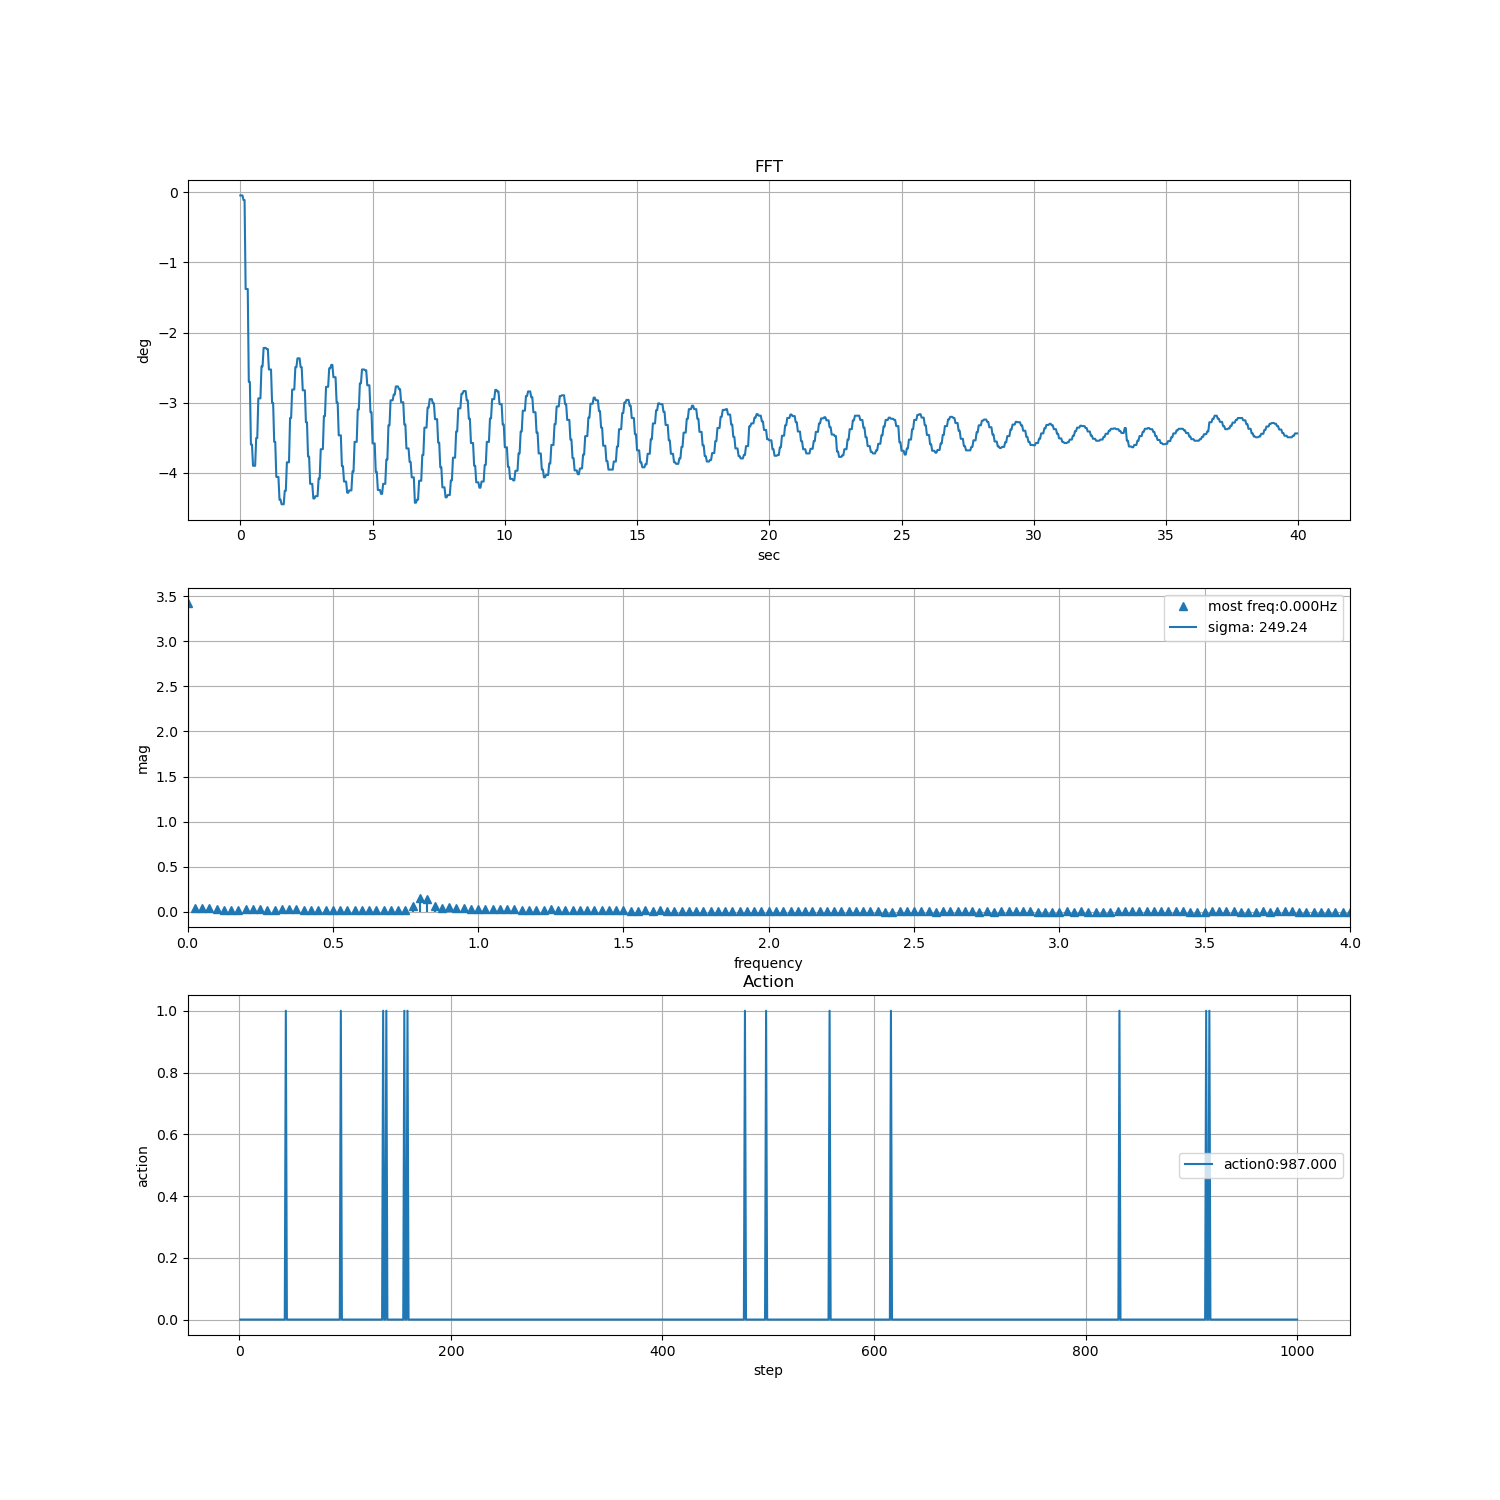 FFT
0
−1
−2
−3
−4
deg
0 5 10 15 20 25 30 35 40
sec
3.5
3.0
2.5
2.0
1.5
1.0
0.5
0.0
mag
most freq:0.000Hz
sigma: 249.24
0.0 0.5 1.0 1.5 2.0 2.5 3.0 3.5 4.0
frequency
Action
1.0
0.8
0.6
0.4
0.2
0.0
action
action0:987.000
0 200 400 600 800 1000
step